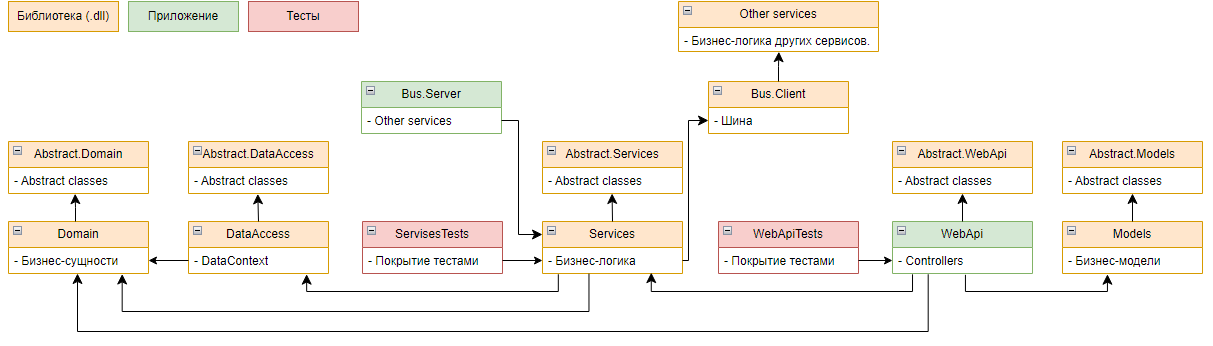 Библиотека (.dll)
Приложение
Тесты
Other services
- Бизнес-логика других сервисов.
Bus.Server
- Other services
Bus.Client
- Шина
Abstract.Domain
- Abstract classes
Abstract.DataAccess
- Abstract classes
Abstract.Services
- Abstract classes
Abstract.WebApi
- Abstract classes
Abstract.Models
- Abstract classes
Domain
- Бизнес-сущности
DataAccess
- DataContext
ServisesTests
- Покрытие тестами
Services
- Бизнес-логика
WebApiTests
- Покрытие тестами
WebApi
- Controllers
Models
- Бизнес-модели